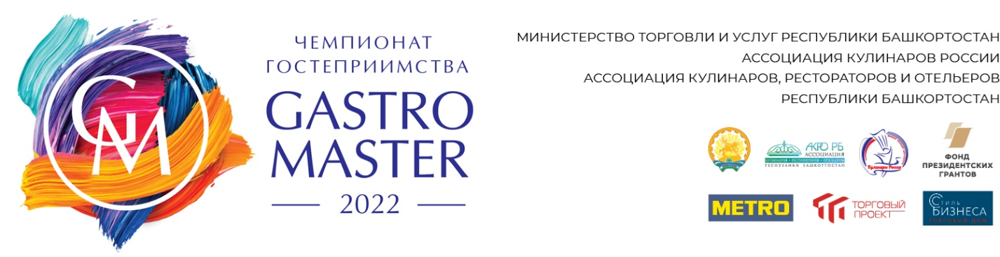 GM
ЧЕМПИОНАТ
ГОСТЕПРИИМСТВА
GASTRO
MASTER
2022
МИНИСТЕРСТВО ТОРГОВЛИ И УСЛУГ РЕСПУБЛИКИ БАШКОРТОСТАН
АССОЦИАЦИЯ КУЛИНАРОВ РОССИИ
АССОЦИАЦИЯ КУЛИНАРОВ, РЕСТОРАТОРОВ И ОТЕЛЬЕРОВ
РЕСПУБЛИКИ БАШКОРТОСТАН
АКРО РБ
АССОЦИАЦИЯ
КУЛИНАРОВ • РЕСТОРАТОРОВ • ОТЕЛЬЕРОВ
РЕСПУБЛИКИ БАШКОРТОСТАН
Кулинары России
ФОНД
ПРЕЗИДЕНТСКИХ
ГРАНТОВ
METRO
ТОРГОВЫЙ
ПРОЕКТ
СТИЛЬ
БИЗНЕСА
ТОРГОВЫЙ ДОМ